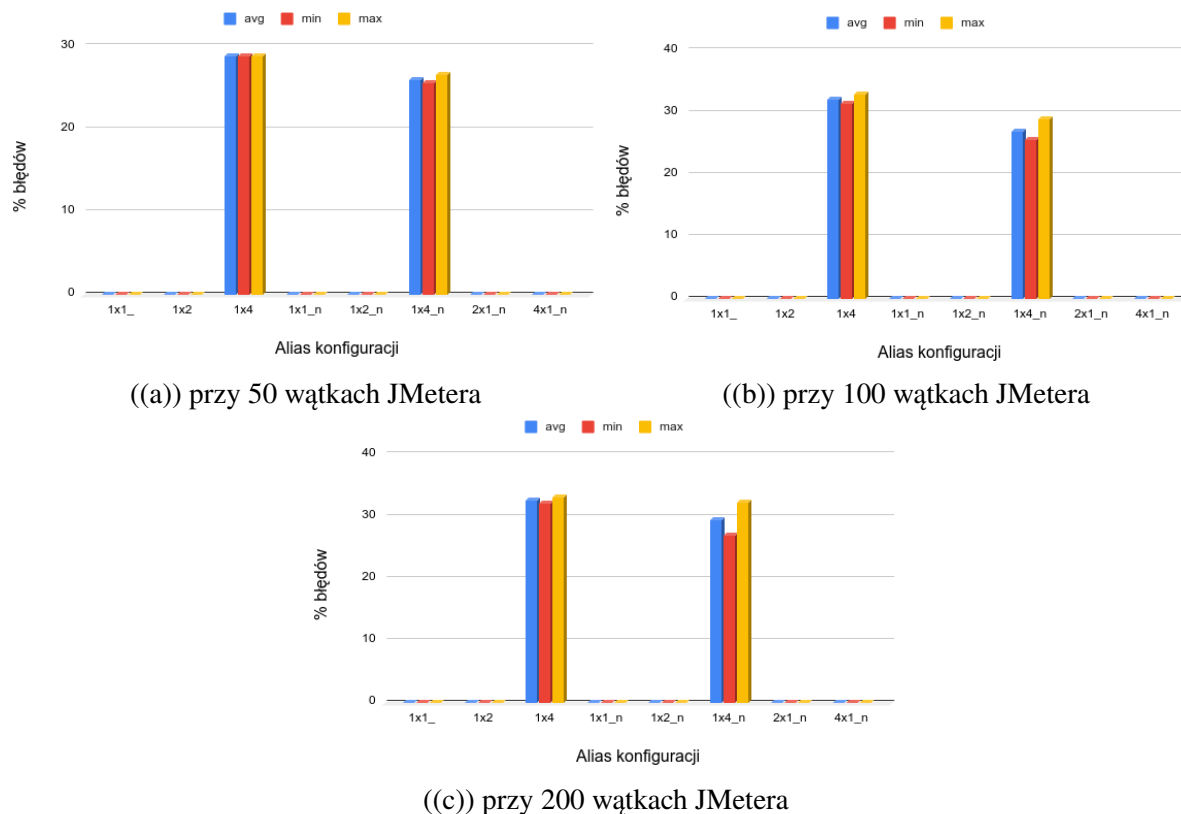 avg min max
30
20
10
0
% błędów
1x1_ 1x2 1x4 1x1_n 1x2_n 1x4_n 2x1_n 4x1_n
Alias konfiguracji
((a)) przy 50 wątkach JMetera
avg min max
40
30
20
10
0
% błędów
1x1_ 1x2 1x4 1x1_n 1x2_n 1x4_n 2x1_n 4x1_n
Alias konfiguracji
((b)) przy 100 wątkach JMetera
avg min max
40
30
20
10
0
% błędów
1x1_ 1x2 1x4 1x1_n 1x2_n 1x4_n 2x1_n 4x1_n
Alias konfiguracji
((c)) przy 200 wątkach JMetera